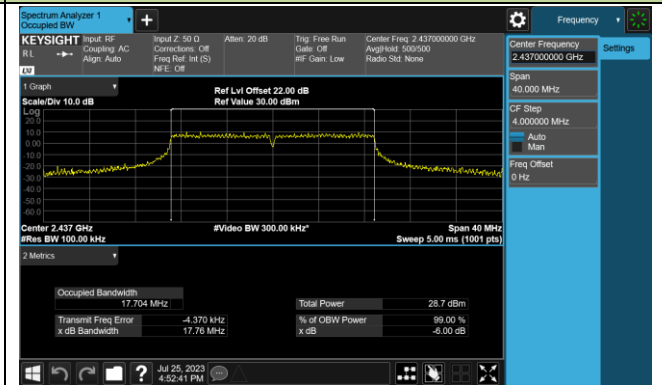 Spectrum Analyzer 1
Occupied BW
+
Frequency
KEYSIGHT Input: RF
RL Coupling: AC
Align: Auto
LXI
Input Z: 50 Ω
Corrections: Off
Freq Ref: Int (S)
NFE: Off
Atten: 20 dB
Trig: Free Run
Gate: Off
#IF Gain: Low
Center Freq: 2.437000000 GHz
Avg|Hold: 500/500
Radio Std: None
Center Frequency
2.437000000 GHz
Settings
Span
40.000 MHz
CF Step
4.000000 MHz
Auto
Man
Freq Offset
0 Hz
1 Graph
Scale/Div 10.0 dB
Ref Lvl Offset 22.00 dB
Ref Value 30.00 dBm
Log
20.0
10.0
0.00
-10.0
-20.0
-30.0
-40.0
-50.0
-60.0
Center 2.437 GHz
#Res BW 100.00 kHz
#Video BW 300.00 kHz*
Span 40 MHz
Sweep 5.00 ms (1001 pts)
2 Metrics
Occupied Bandwidth
17.704 MHz
Total Power 28.7 dBm
Transmit Freq Error -4.370 kHz
% of OBW Power 99.00 %
x dB Bandwidth 17.76 MHz
x dB -6.00 dB
?
Jul 25, 2023
4:52:41 PM